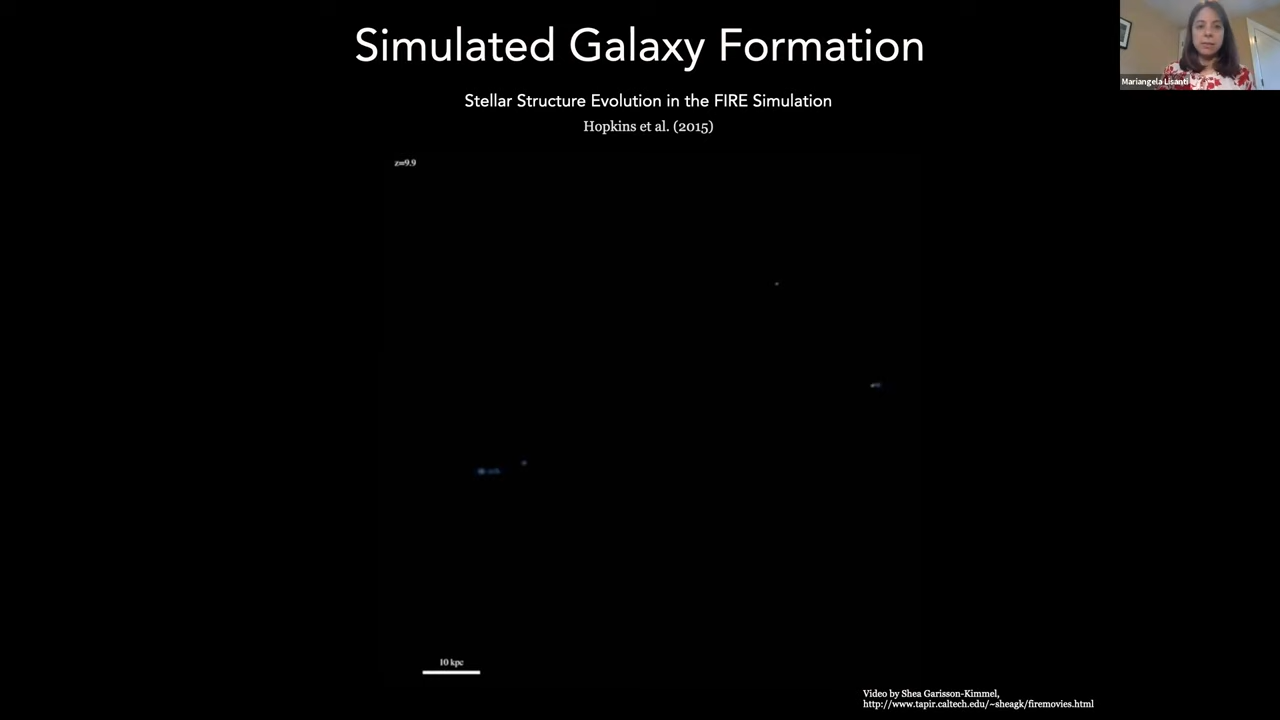 Simulated Galaxy Formation
Mariangela Lisanti
Stellar Structure Evolution in the FIRE Simulation
Hopkins et al. (2015)
z=9.9
10 kpc
Video by Shea Garisson-Kimmel,
http://www.tapir.caltech.edu/~sheagk/firemovies.html